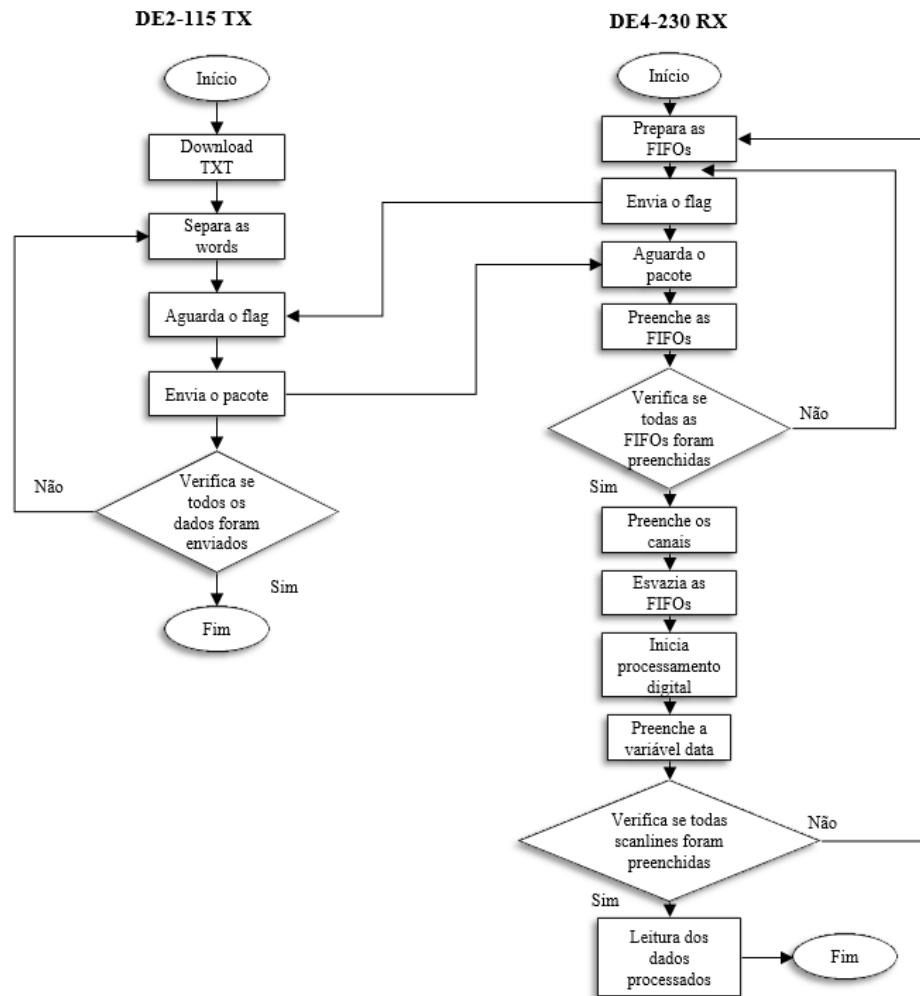 DE2-115 TX
Início
Download
TXT
Separa as
words
Aguarda o flag
Envia o pacote
Não
Verifica se
todos os
dados foram
enviados
Sim
Fim
DE4-230 RX
Início
Prepara as
FIFOs
Envia o flag
Aguarda o
pacote
Preenche as
FIFOs
Verifica se
todas as
FIFOs foram
preenchidas
Não
Sim
Preenche os
canais
Esvazia as
FIFOs
Inicia
processamento
digital
Preenche a
variável data
Verifica se todas
scanlines foram
preenchidas
Não
Sim
Leitura dos
dados
processados
Fim